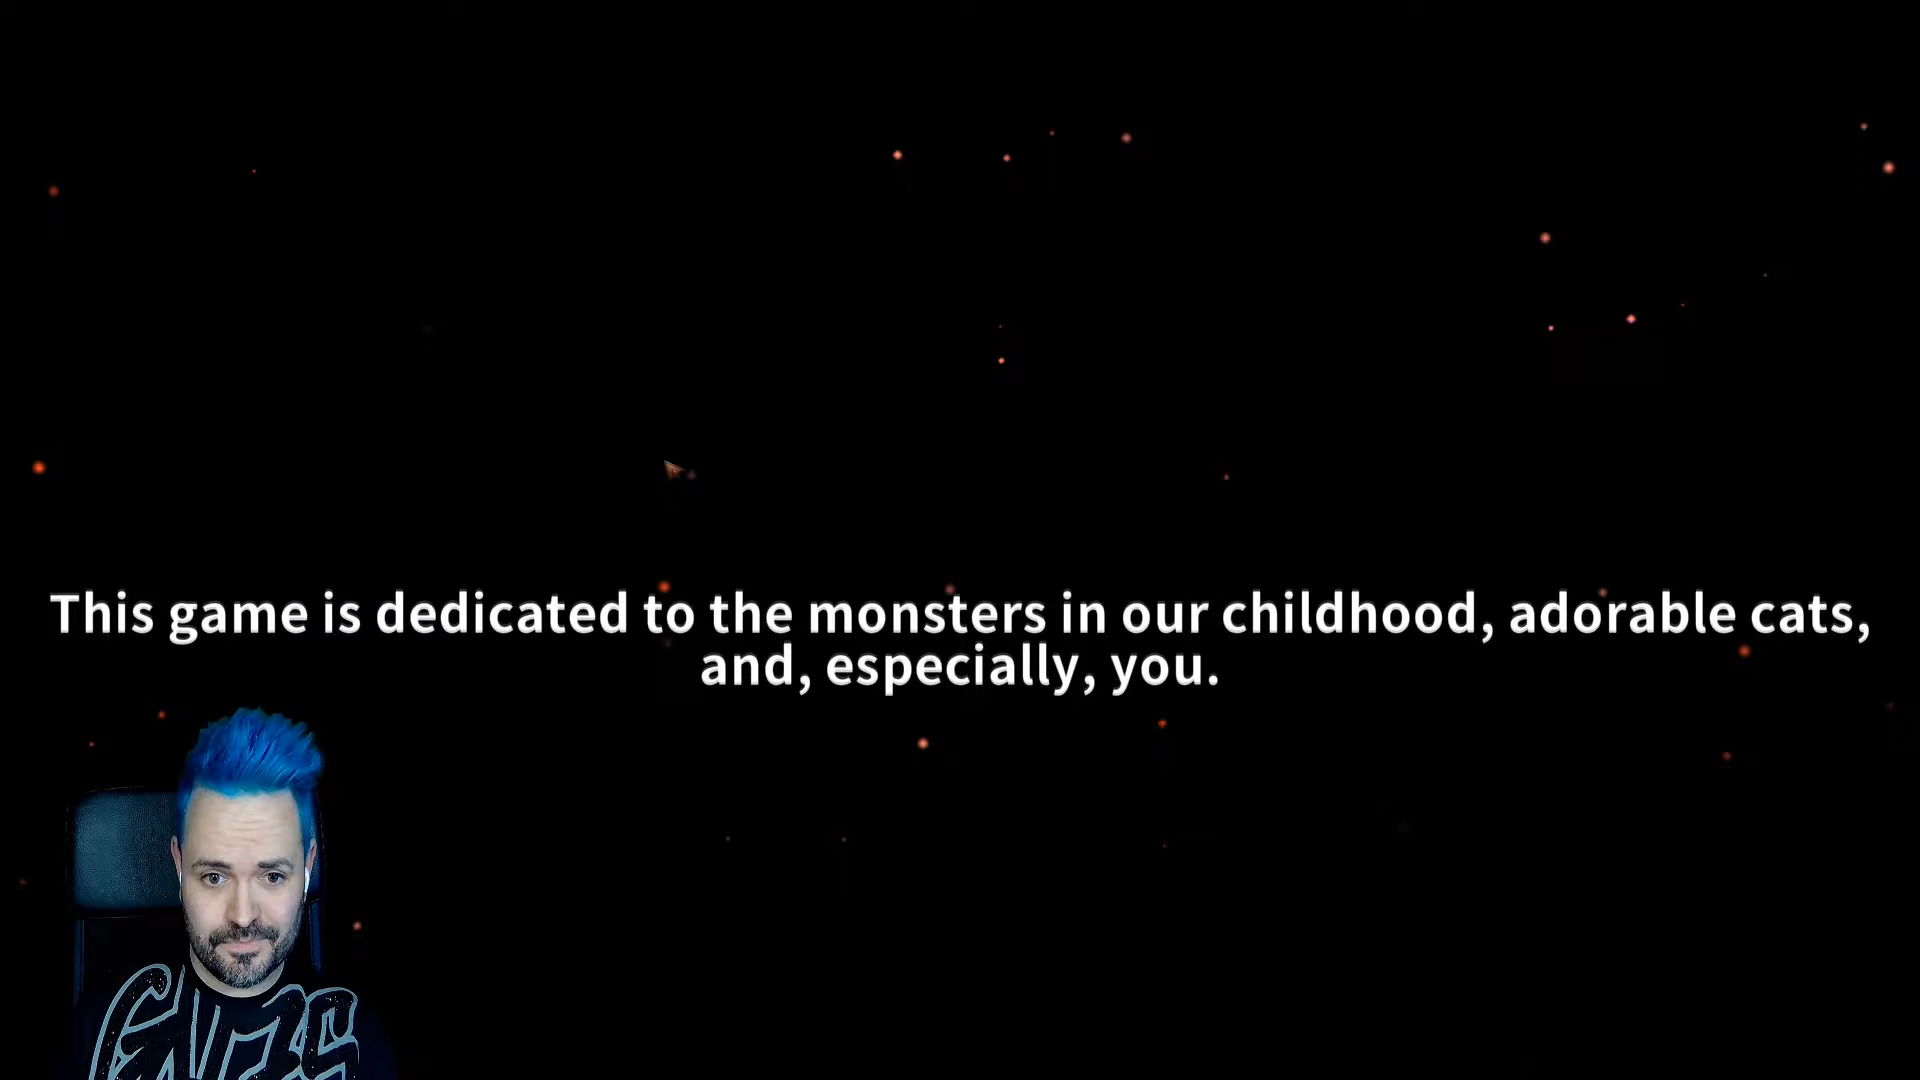 This game is dedicated to the monsters in our childhood, adorable cats,
and, especially, you.